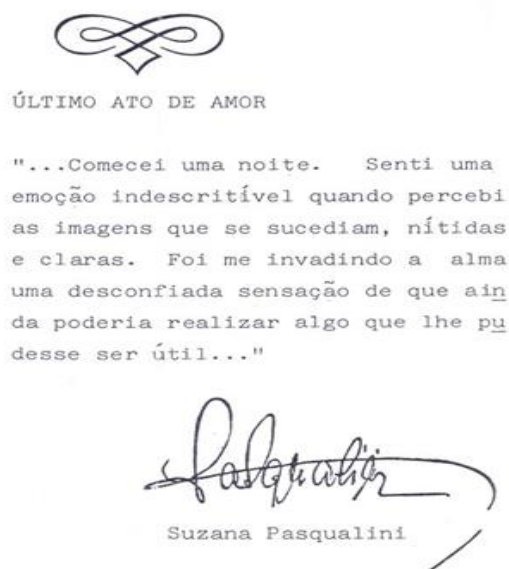 ÚLTIMO ATO DE AMOR
"...Comecei uma noite. Senti uma
emoção indescritível quando percebi
as imagens que se sucediam, nítidas
e claras. Foi me invadindo a alma
uma desconfiada sensação de que ain
da poderia realizar algo que lhe pu
desse ser útil..."
Pasqualini
Suzana Pasqualini